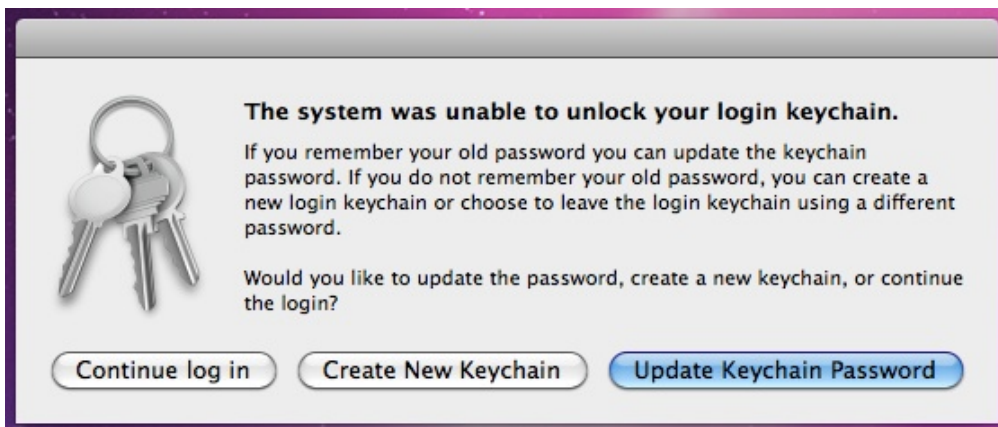 The system was unable to unlock your login keychain.
If you remember your old password you can update the keychain
password. If you do not remember your old password, you can create a
new login keychain or choose to leave the login keychain using a different
password.
Would you like to update the password, create a new keychain, or continue
the login?
Continue log in
Create New Keychain
Update Keychain Password